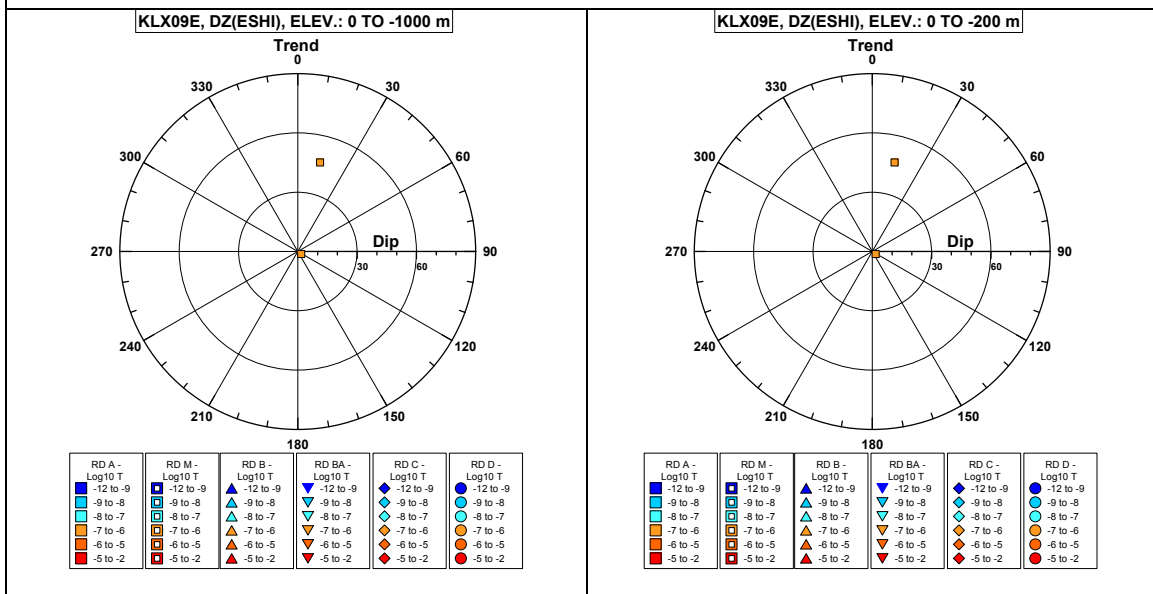 KLX09E, DZ(ESHI), ELEV.: 0 TO -1000 m
Trend
0
330
30
300
60
270
Dip
90
30
60
240
120
210
150
180
RD A - Log10 T
-12 to -9
-9 to -8
-8 to -7
-7 to -6
-6 to -5
-5 to -2
RD M - Log10 T
-12 to -9
-9 to -8
-8 to -7
-7 to -6
-6 to -5
-5 to -2
RD B - Log10 T
-12 to -9
-9 to -8
-8 to -7
-7 to -6
-6 to -5
-5 to -2
RD BA - Log10 T
-12 to -9
-9 to -8
-8 to -7
-7 to -6
-6 to -5
-5 to -2
RD C - Log10 T
-12 to -9
-9 to -8
-8 to -7
-7 to -6
-6 to -5
-5 to -2
RD D - Log10 T
-12 to -9
-9 to -8
-8 to -7
-7 to -6
-6 to -5
-5 to -2
KLX09E, DZ(ESHI), ELEV.: 0 TO -200 m
Trend
0
330
30
300
60
270
Dip
90
30
60
240
120
210
150
180
RD A - Log10 T
-12 to -9
-9 to -8
-8 to -7
-7 to -6
-6 to -5
-5 to -2
RD M - Log10 T
-12 to -9
-9 to -8
-8 to -7
-7 to -6
-6 to -5
-5 to -2
RD B - Log10 T
-12 to -9
-9 to -8
-8 to -7
-7 to -6
-6 to -5
-5 to -2
RD BA - Log10 T
-12 to -9
-9 to -8
-8 to -7
-7 to -6
-6 to -5
-5 to -2
RD C - Log10 T
-12 to -9
-9 to -8
-8 to -7
-7 to -6
-6 to -5
-5 to -2
RD D - Log10 T
-12 to -9
-9 to -8
-8 to -7
-7 to -6
-6 to -5
-5 to -2